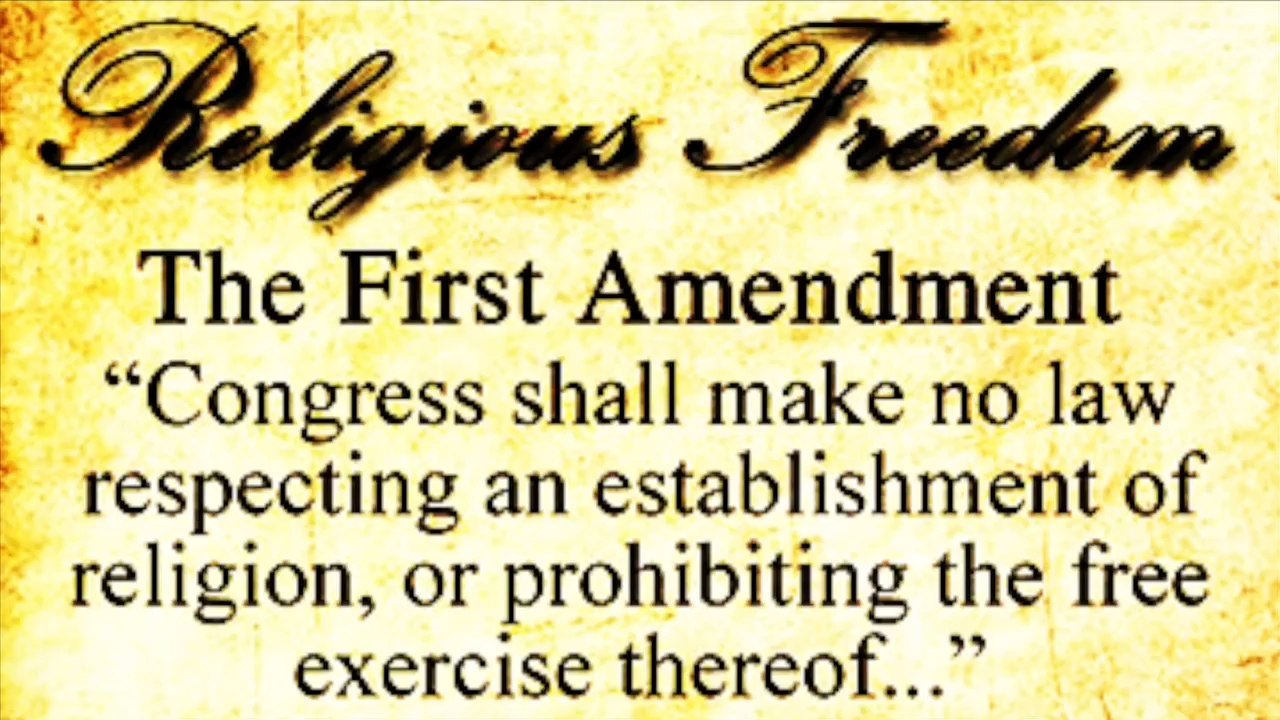 Religious Freedom
The First Amendment
“Congress shall make no law
respecting an establishment of
religion, or prohibiting the free
exercise thereof...”